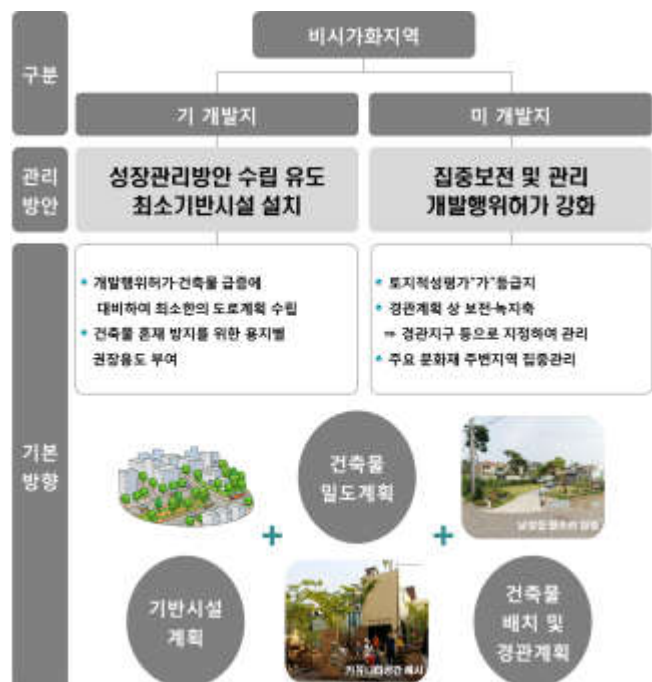 구분
비시가화지역
기 개발지
미 개발지
관리
방안
성장관리방안 수립 유도
최소기반시설 설치
집중보전 및 관리
개발행위허가 강화
기본
방향
• 개발행위허가·건축물 급증에
대비하여 최소한의 도로계획 수립
• 건축물 혼재 방지를 위한 용지별
권장용도 부여
• 토지적성평가"가"등급지
• 경관계획 상 보전·녹지축
⇒ 경관지구 등으로 지정하여 관리
• 주요 문화재 주변지역 집중관리
건축물
밀도계획
+
+
기반시설
계획
커뮤니티공간 예시
건축물
배치 및
경관계획